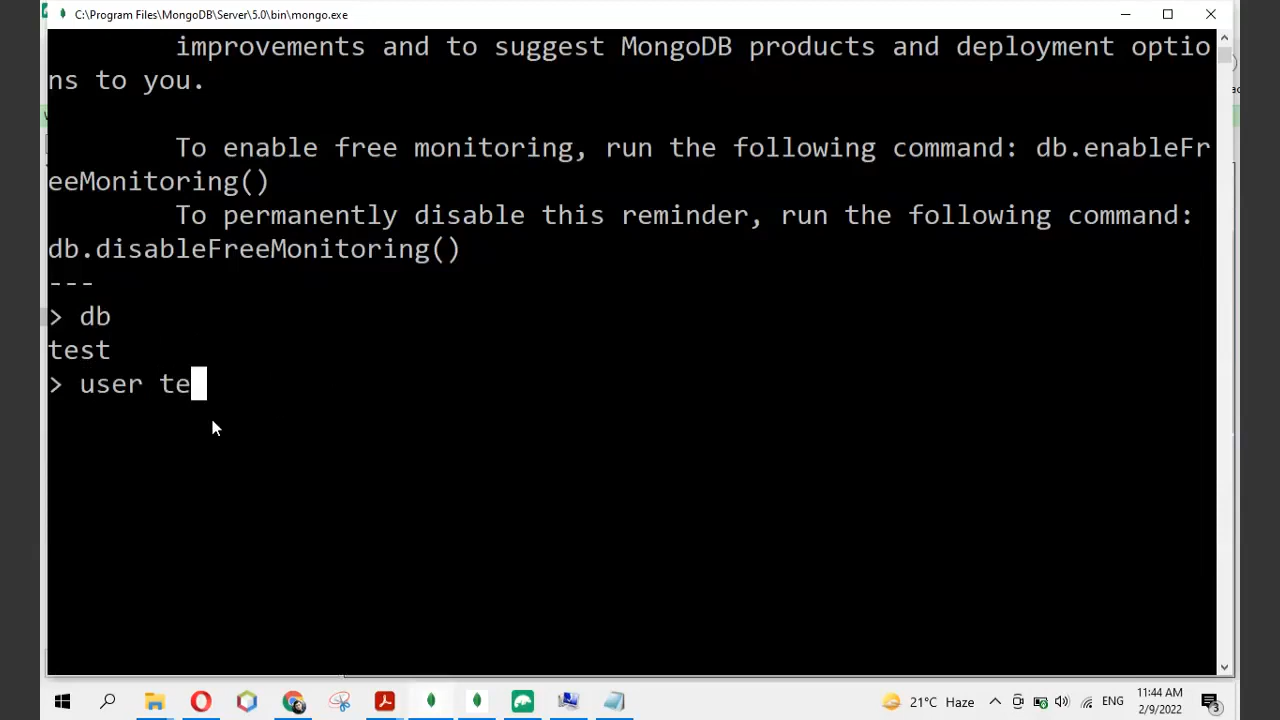 C:\Program Files\MongoDB\Server\5.0\bin\mongo.exe
improvements and to suggest MongoDB products and deployment optio
ns to you.
To enable free monitoring, run the following command: db.enableFr
eeMonitoring()
To permanently disable this reminder, run the following command:
db.disableFreeMonitoring()
---
> db
test
> user te
21°C Haze
ENG
11:44 AM
2/9/2022
3